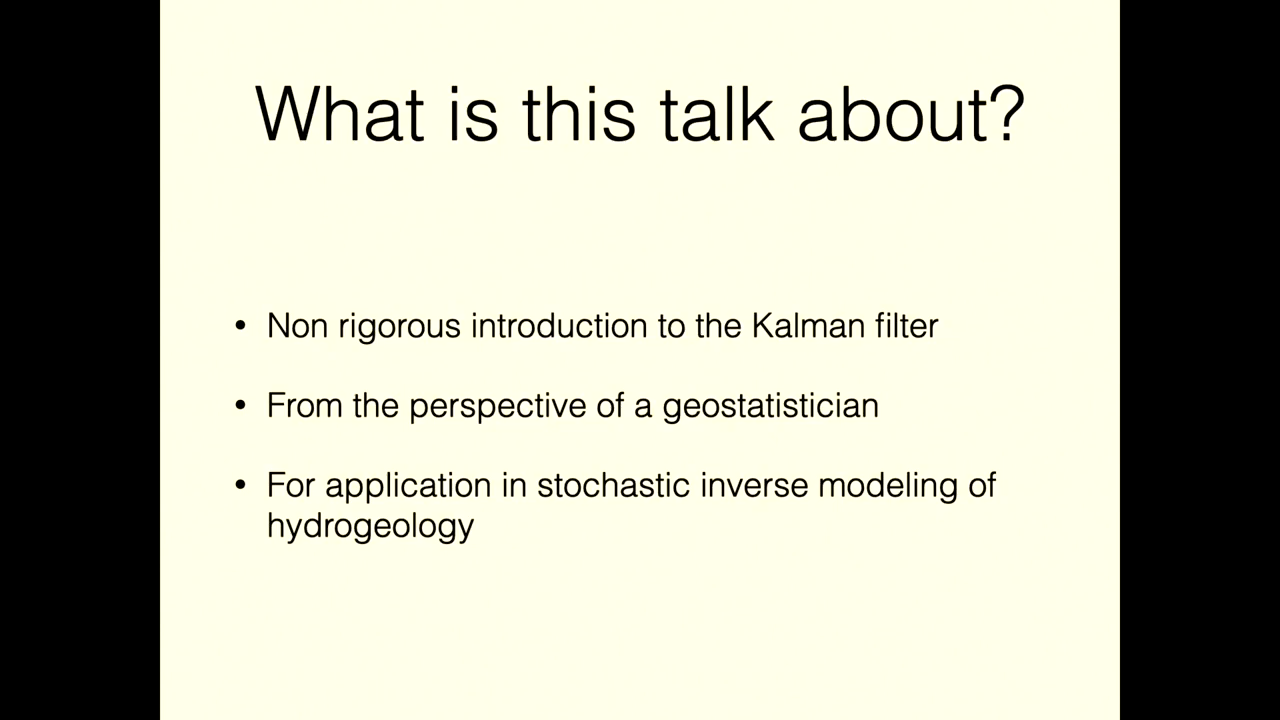 What is this talk about?
• Non rigorous introduction to the Kalman filter
• From the perspective of a geostatistician
• For application in stochastic inverse modeling of
hydrogeology